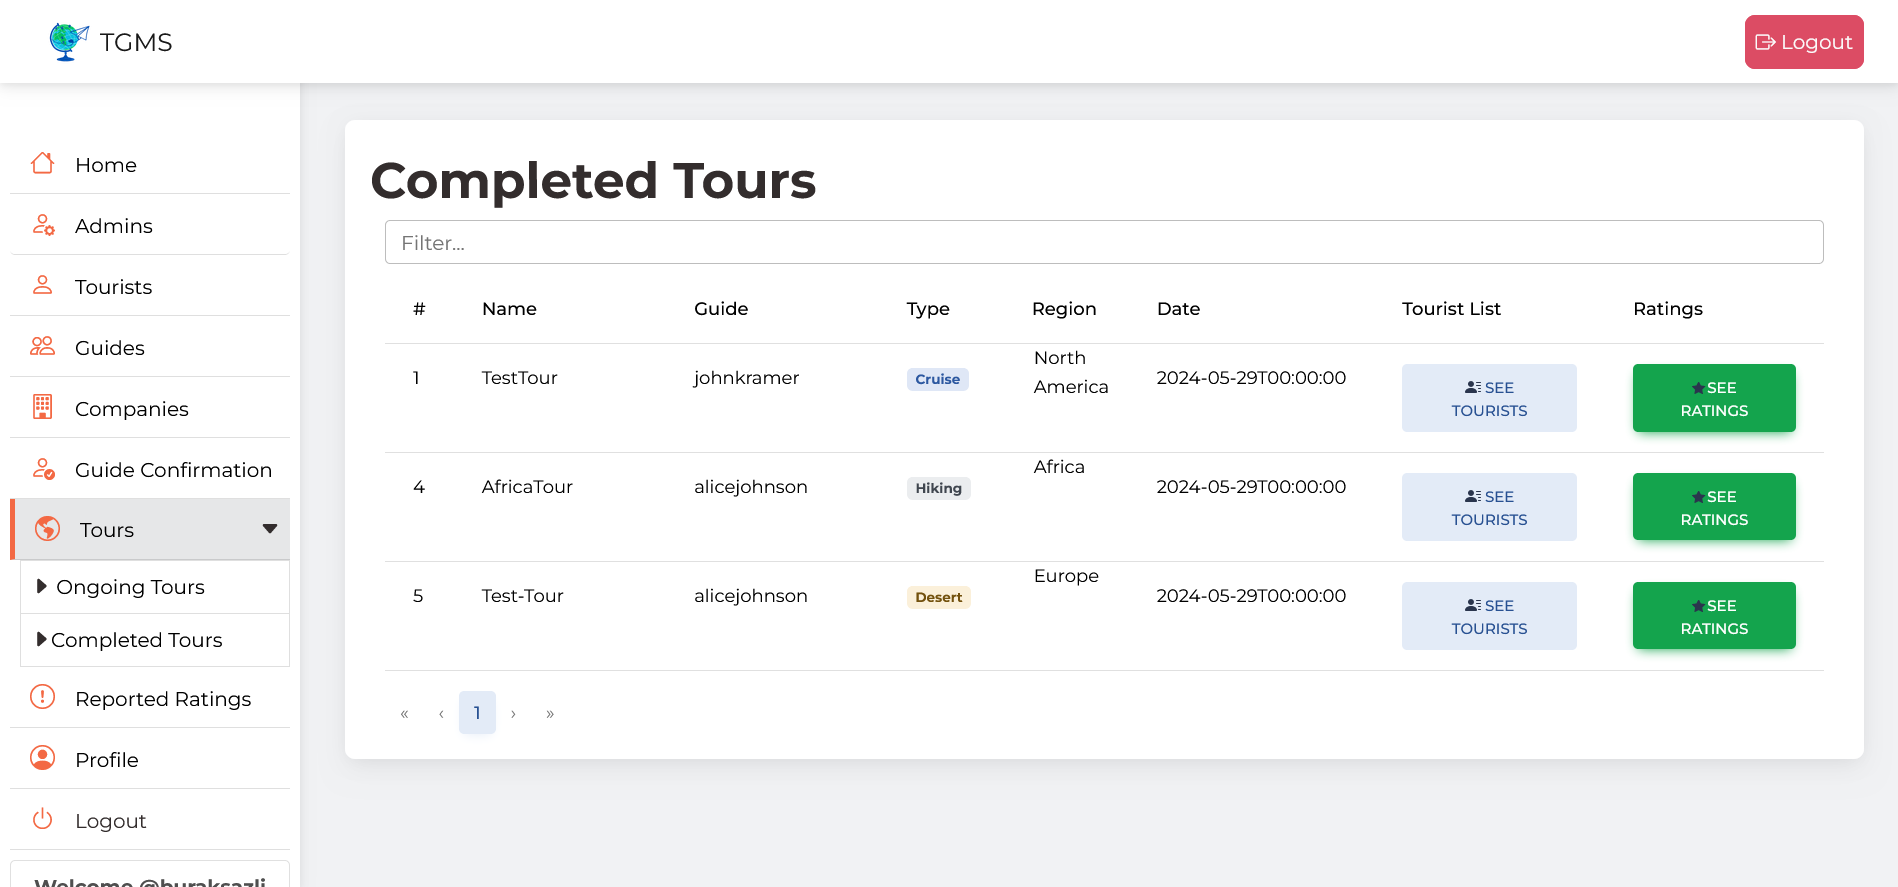 TGMS
Logout
Home
Admins
Tourists
Guides
Companies
Guide Confirmation
Tours
Ongoing Tours
Completed Tours
Reported Ratings
Profile
Logout
Welcome @buraksazli
Completed Tours
Filter...
# Name Guide Type Region Date Tourist List Ratings
1 TestTour johnkramer Cruise North America 2024-05-29T00:00:00 SEE TOURISTS SEE RATINGS
4 AfricaTour alicejohnson Hiking Africa 2024-05-29T00:00:00 SEE TOURISTS SEE RATINGS
5 Test-Tour alicejohnson Desert Europe 2024-05-29T00:00:00 SEE TOURISTS SEE RATINGS
« ‹ 1 › »